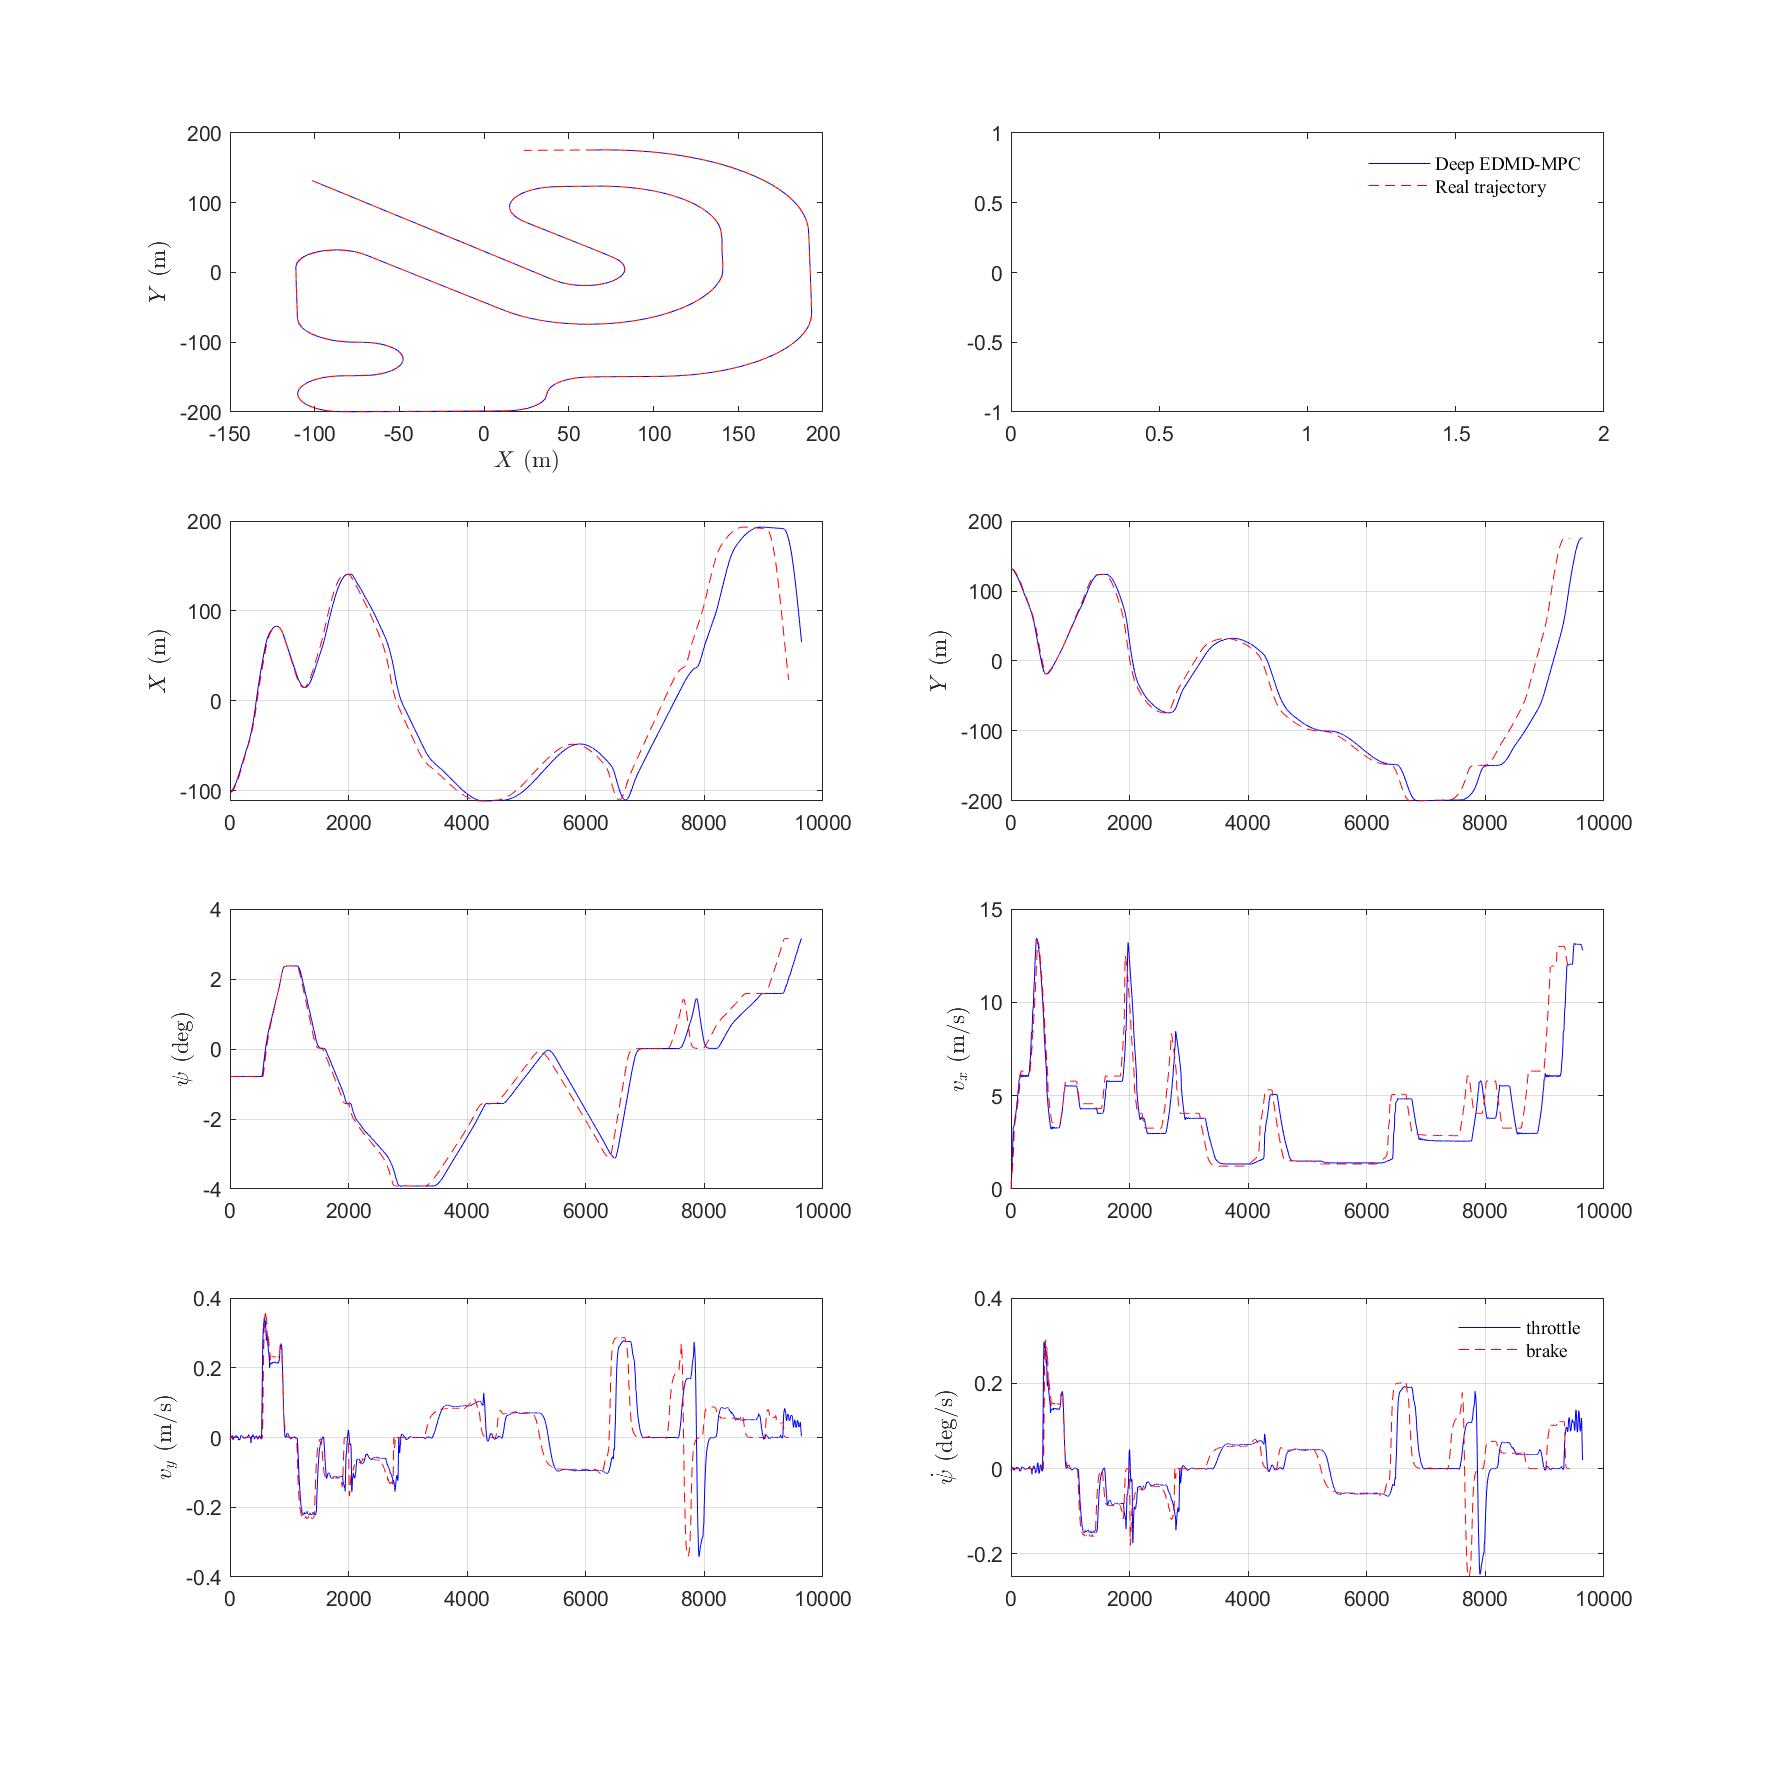 200
100
0
-100
-200
Y (m)
-150 -100 -50 0 50 100 150 200
X (m)
1
0.5
0
-0.5
-1
0 0.5 1 1.5 2
Deep EDMD-MPC
Real trajectory
200
100
0
-100
X (m)
0 2000 4000 6000 8000 10000
200
100
0
-100
-200
Y (m)
0 2000 4000 6000 8000 10000
4
2
0
-2
-4
ψ (deg)
0 2000 4000 6000 8000 10000
15
10
5
0
v_x (m/s)
0 2000 4000 6000 8000 10000
0.4
0.2
0
-0.2
-0.4
v_y (m/s)
0 2000 4000 6000 8000 10000
0.4
0.2
0
-0.2
ψ̇ (deg/s)
0 2000 4000 6000 8000 10000
throttle
brake